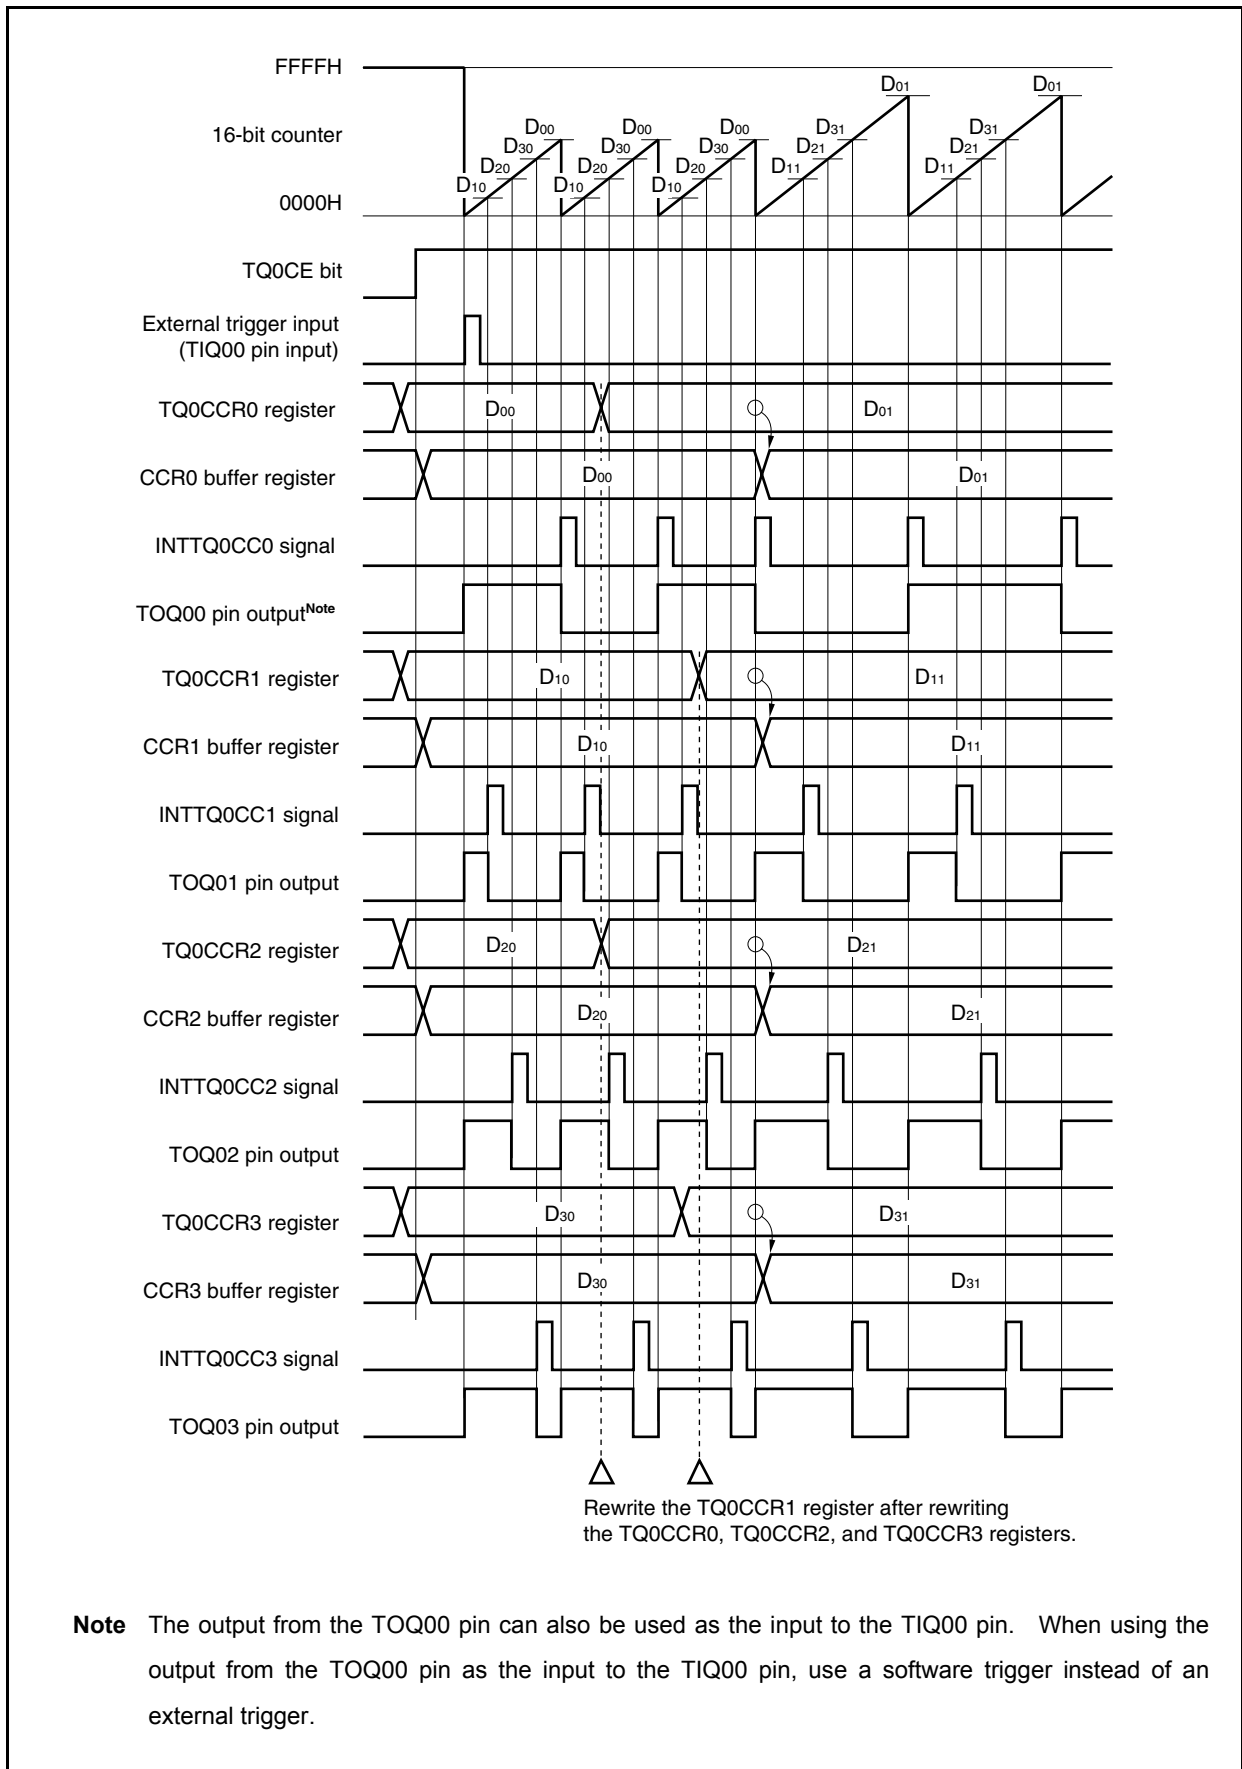 FFFFH
D01 D01
16-bit counter
D00 D00 D00 D31 D31
D30 D30 D30 D21 D21
D20 D20 D20 D11 D11
D10 D10 D10
0000H
TQ0CE bit
External trigger input
(TIQ00 pin input)
TQ0CCR0 register D00 D01
CCR0 buffer register D00 D01
INTTQ0CC0 signal
TOQ00 pin outputNote
TQ0CCR1 register D10 D11
CCR1 buffer register D10 D11
INTTQ0CC1 signal
TOQ01 pin output
TQ0CCR2 register D20 D21
CCR2 buffer register D20 D21
INTTQ0CC2 signal
TOQ02 pin output
TQ0CCR3 register D30 D31
CCR3 buffer register D30 D31
INTTQ0CC3 signal
TOQ03 pin output
Rewrite the TQ0CCR1 register after rewriting
the TQ0CCR0, TQ0CCR2, and TQ0CCR3 registers.
Note The output from the TOQ00 pin can also be used as the input to the TIQ00 pin. When using the
output from the TOQ00 pin as the input to the TIQ00 pin, use a software trigger instead of an
external trigger.